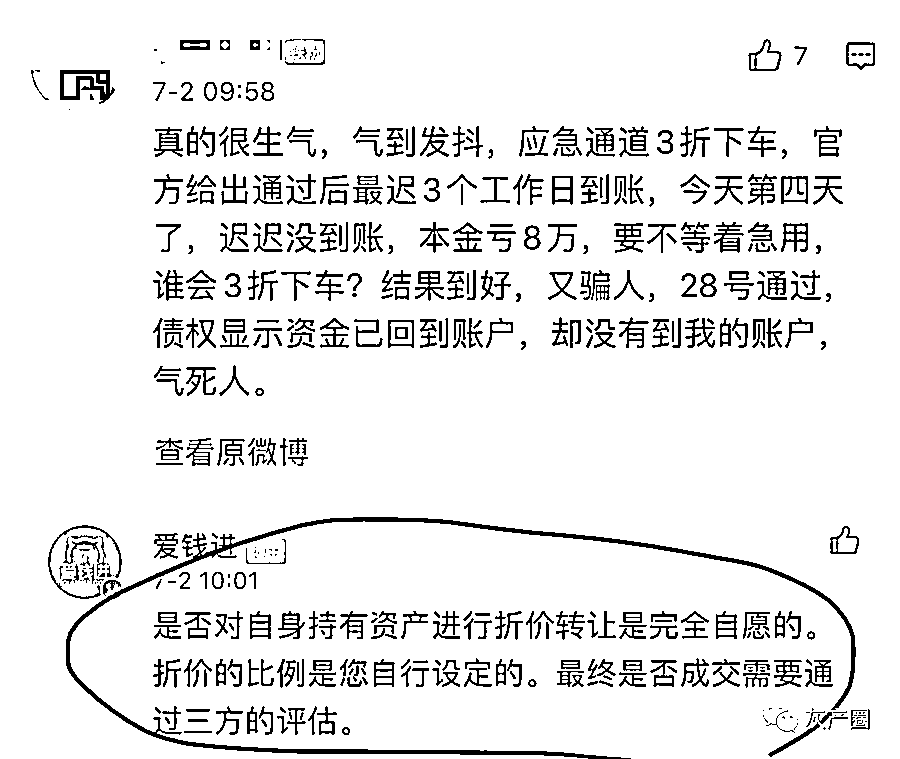 7
7-2 09:58
真的很生气，气到发抖，应急通道3折下车，官
方给出通过后最迟3个工作日到账，今天第四天
了，迟迟没到账，本金亏8万，要不等着急用，
谁会3折下车？结果到好，又骗人，28号通过，
债权显示资金已回到账户，却没有到我的账户，
气死人。
查看原微博
爱钱进
7-2 10:01
是否对自身持有资产进行折价转让是完全自愿的。
折价的比例是您自行设定的。最终是否成交需要通
过三方的评估。
灰产圈